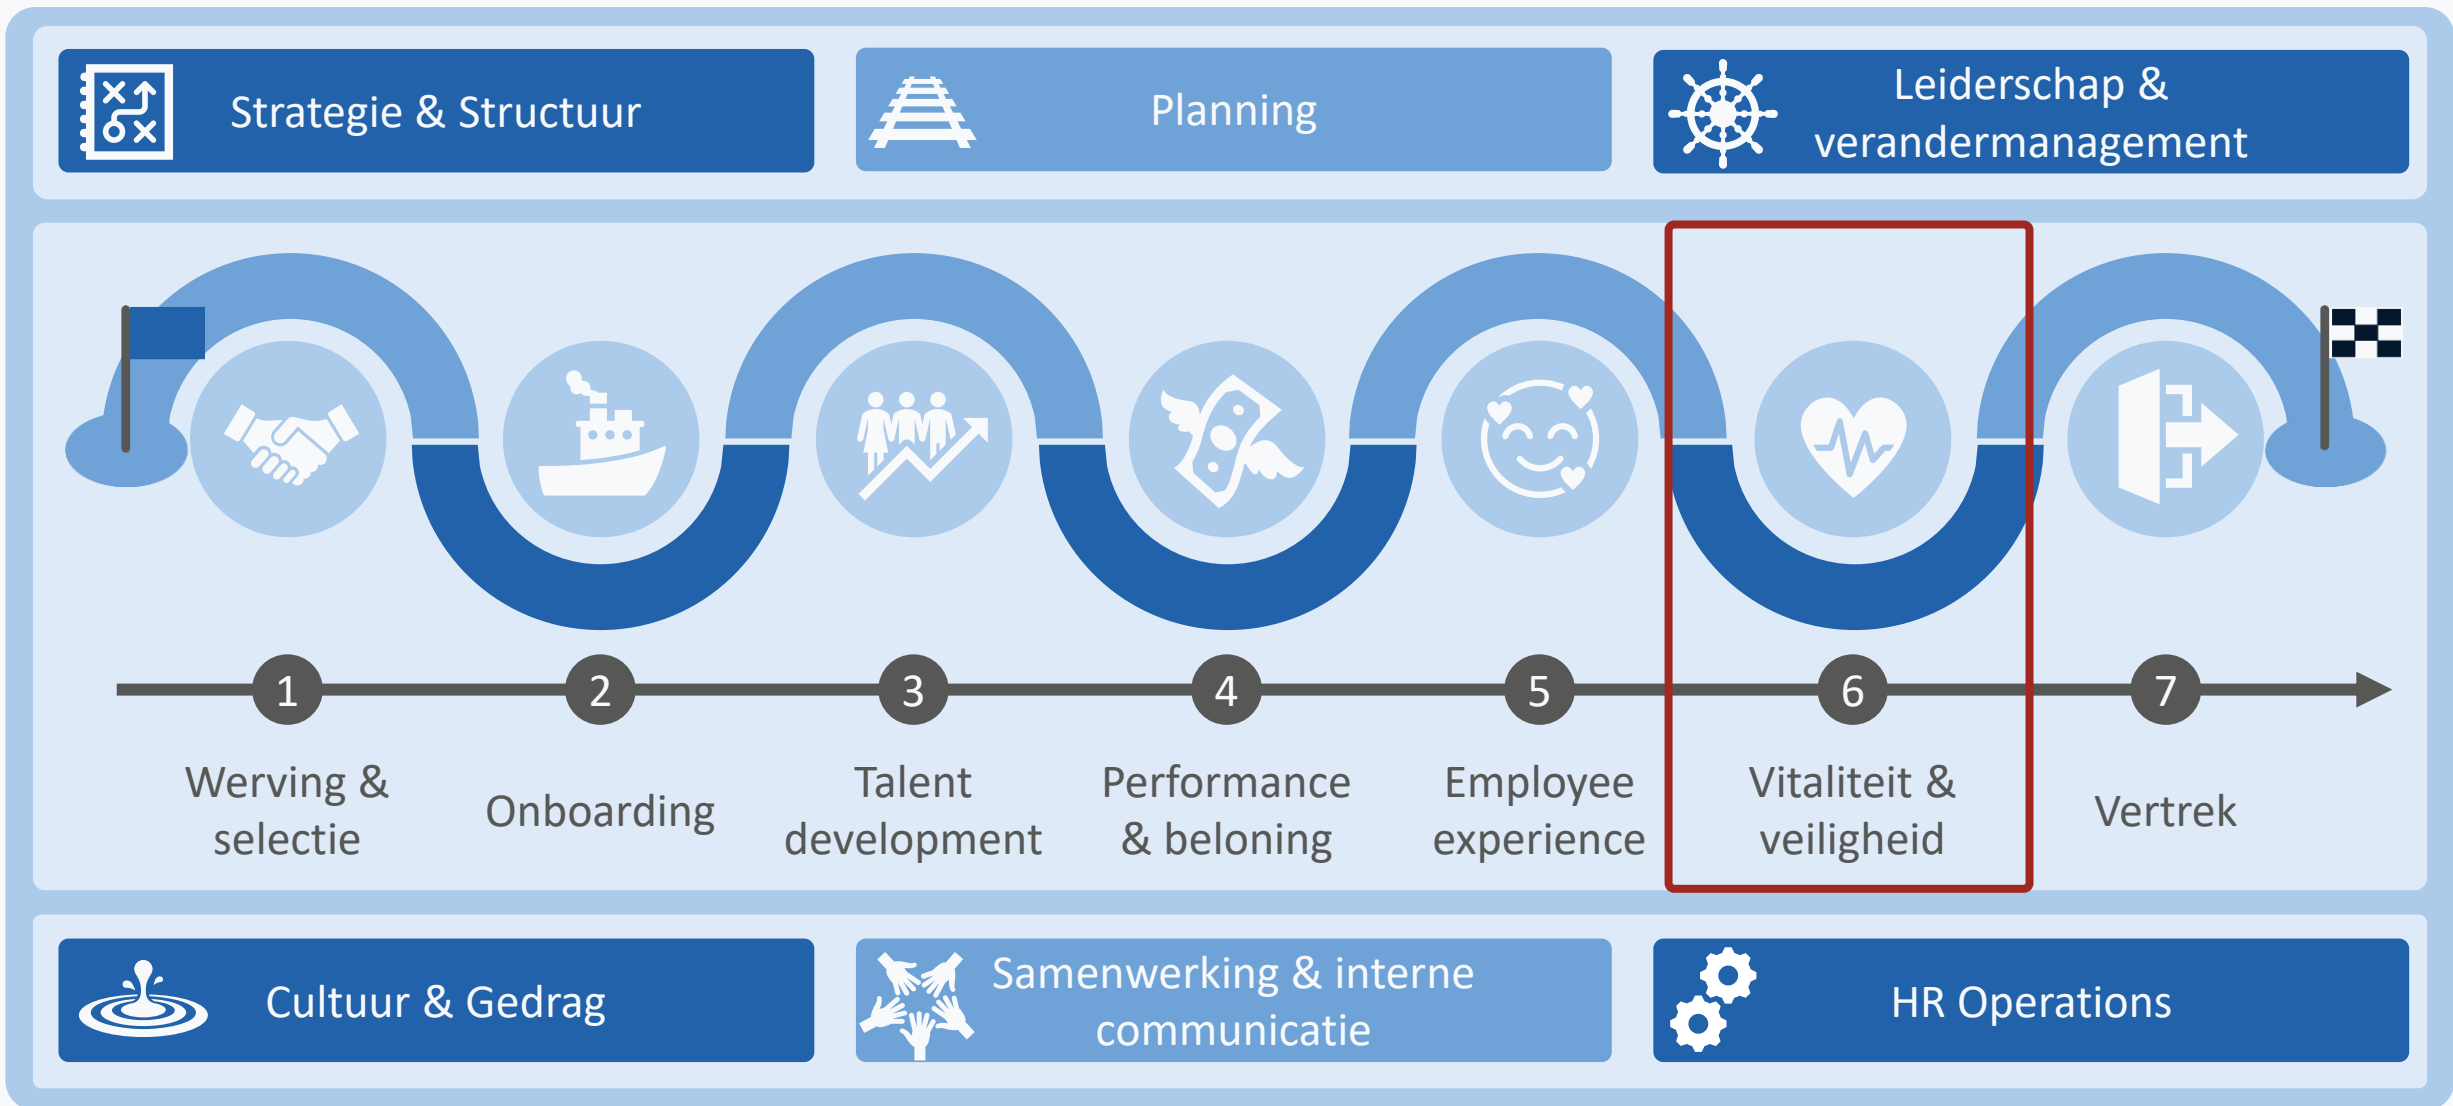 Strategie & Structuur
Planning
Leiderschap &
verandermanagement
1
2
3
4
5
6
7
Werving &
selectie
Onboarding
Talent
development
Performance
& beloning
Employee
experience
Vitaliteit &
veiligheid
Vertrek
Cultuur & Gedrag
Samenwerking & interne
communicatie
HR Operations